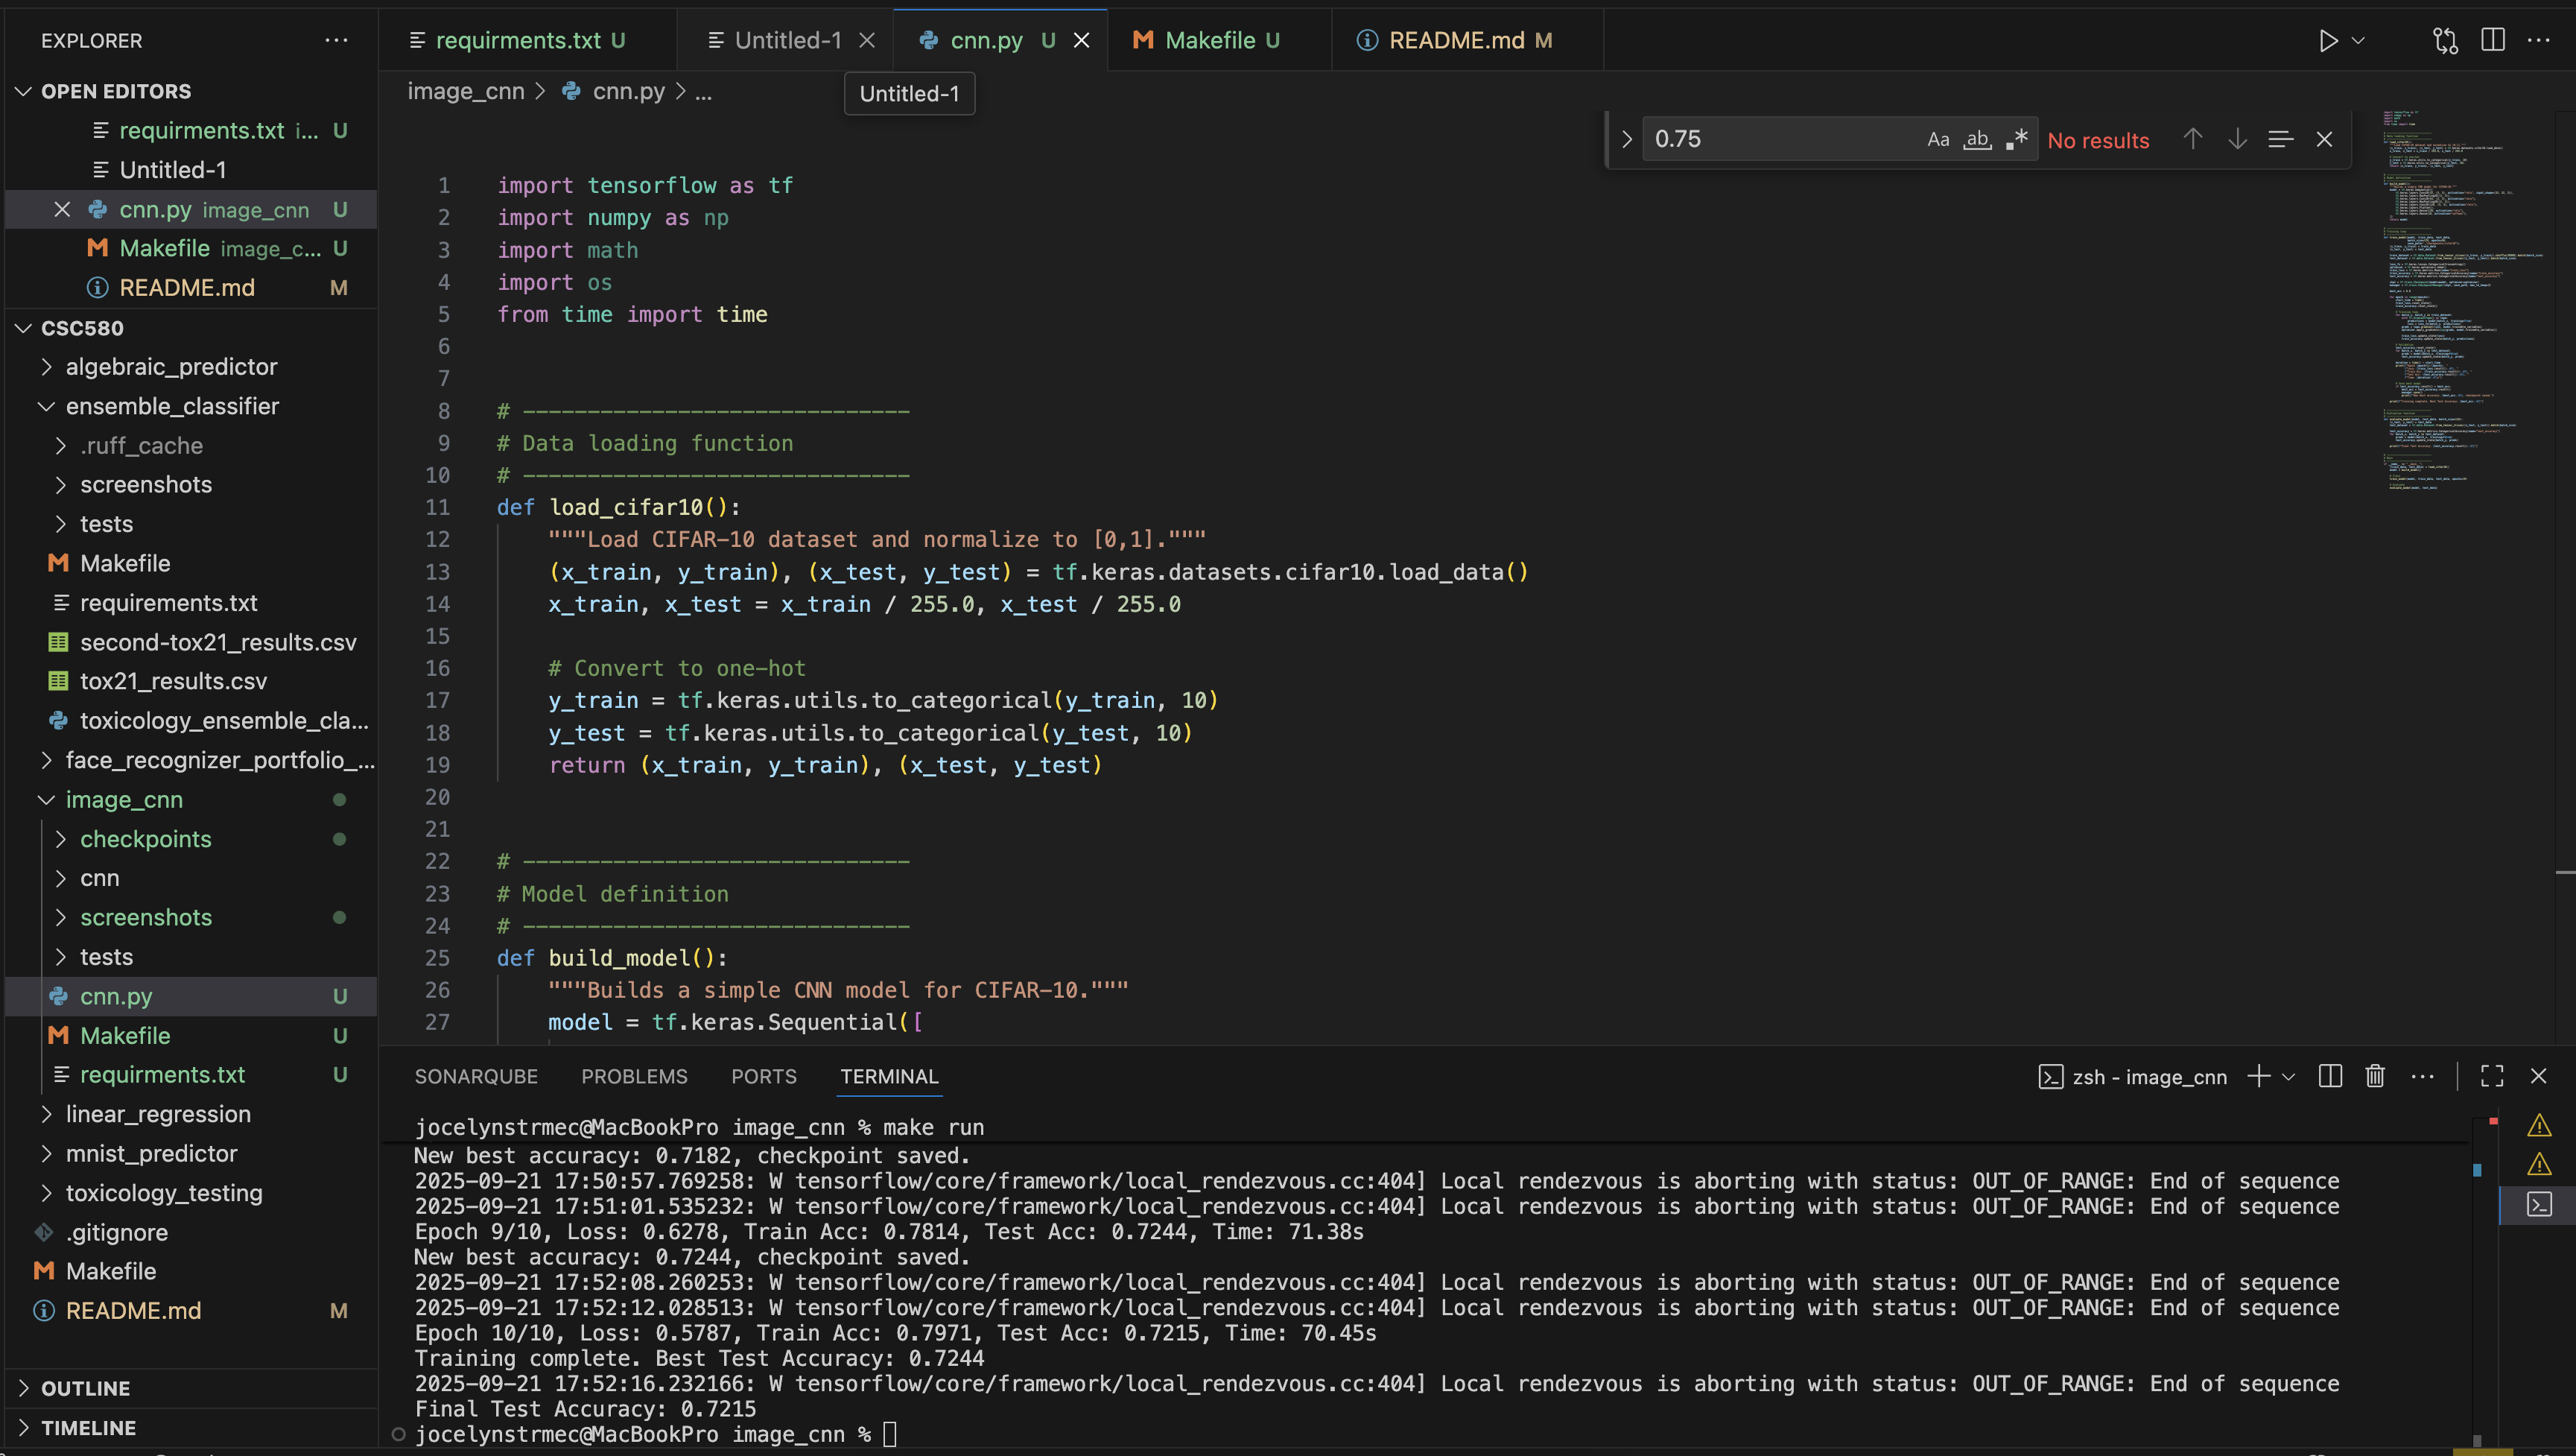 EXPLORER
OPEN EDITORS
requirments.txt i... U
Untitled-1
cnn.py image_cnn U
Makefile image_c... U
README.md M
CSC580
algebraic_predictor
ensemble_classifier
.ruff_cache
screenshots
tests
Makefile
requirements.txt
second-tox21_results.csv
tox21_results.csv
toxicology_ensemble_cla...
face_recognizer_portfolio_...
image_cnn
checkpoints
cnn
screenshots
tests
cnn.py U
Makefile U
requirments.txt U
linear_regression
mnist_predictor
toxicology_testing
.gitignore
Makefile
README.md M
OUTLINE
TIMELINE
requirments.txt U Untitled-1 cnn.py U Makefile U README.md M
image_cnn > cnn.py > ...
Untitled-1
0.75 Aa ab No results
1 import tensorflow as tf
2 import numpy as np
3 import math
4 import os
5 from time import time
6
7
8 # ------------------------------
9 # Data loading function
10 # ------------------------------
11 def load_cifar10():
12 """Load CIFAR-10 dataset and normalize to [0,1]."""
13 (x_train, y_train), (x_test, y_test) = tf.keras.datasets.cifar10.load_data()
14 x_train, x_test = x_train / 255.0, x_test / 255.0
15
16 # Convert to one-hot
17 y_train = tf.keras.utils.to_categorical(y_train, 10)
18 y_test = tf.keras.utils.to_categorical(y_test, 10)
19 return (x_train, y_train), (x_test, y_test)
20
21
22 # ------------------------------
23 # Model definition
24 # ------------------------------
25 def build_model():
26 """Builds a simple CNN model for CIFAR-10."""
27 model = tf.keras.Sequential([
SONARQUBE PROBLEMS PORTS TERMINAL
zsh - image_cnn
jocelynstrmec@MacBookPro image_cnn % make run
New best accuracy: 0.7182, checkpoint saved.
2025-09-21 17:50:57.769258: W tensorflow/core/framework/local_rendezvous.cc:404] Local rendezvous is aborting with status: OUT_OF_RANGE: End of sequence
2025-09-21 17:51:01.535232: W tensorflow/core/framework/local_rendezvous.cc:404] Local rendezvous is aborting with status: OUT_OF_RANGE: End of sequence
Epoch 9/10, Loss: 0.6278, Train Acc: 0.7814, Test Acc: 0.7244, Time: 71.38s
New best accuracy: 0.7244, checkpoint saved.
2025-09-21 17:52:08.260253: W tensorflow/core/framework/local_rendezvous.cc:404] Local rendezvous is aborting with status: OUT_OF_RANGE: End of sequence
2025-09-21 17:52:12.028513: W tensorflow/core/framework/local_rendezvous.cc:404] Local rendezvous is aborting with status: OUT_OF_RANGE: End of sequence
Epoch 10/10, Loss: 0.5787, Train Acc: 0.7971, Test Acc: 0.7215, Time: 70.45s
Training complete. Best Test Accuracy: 0.7244
2025-09-21 17:52:16.232166: W tensorflow/core/framework/local_rendezvous.cc:404] Local rendezvous is aborting with status: OUT_OF_RANGE: End of sequence
Final Test Accuracy: 0.7215
jocelynstrmec@MacBookPro image_cnn %